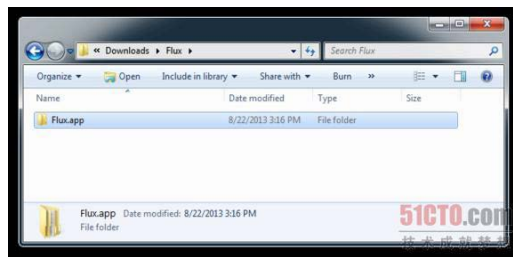 « Downloads ▸ Flux ▸
Search Flux
Organize ▾ Open Include in library ▾ Share with ▾ Burn »
Name Date modified Type Size
Flux.app 8/22/2013 3:16 PM File folder
Flux.app Date modified: 8/22/2013 3:16 PM
File folder
51CTO.com
技术成就梦想